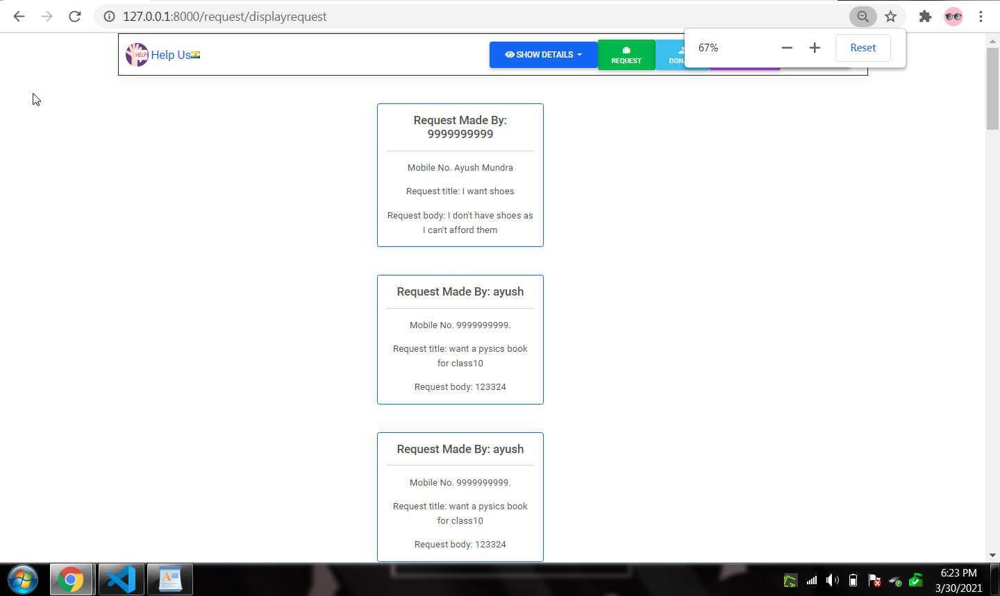 127.0.0.1:8000/request/displayrequest
67%
Reset
HELP
Help Us
SHOW DETAILS
REQUEST
Request Made By:
9999999999
Mobile No. Ayush Mundra
Request title: I want shoes
Request body: I don't have shoes as
I can't afford them
Request Made By: ayush
Mobile No. 9999999999.
Request title: want a pysics book
for class10
Request body: 123324
Request Made By: ayush
Mobile No. 9999999999.
Request title: want a pysics book
for class10
Request body: 123324
6:23 PM
3/30/2021